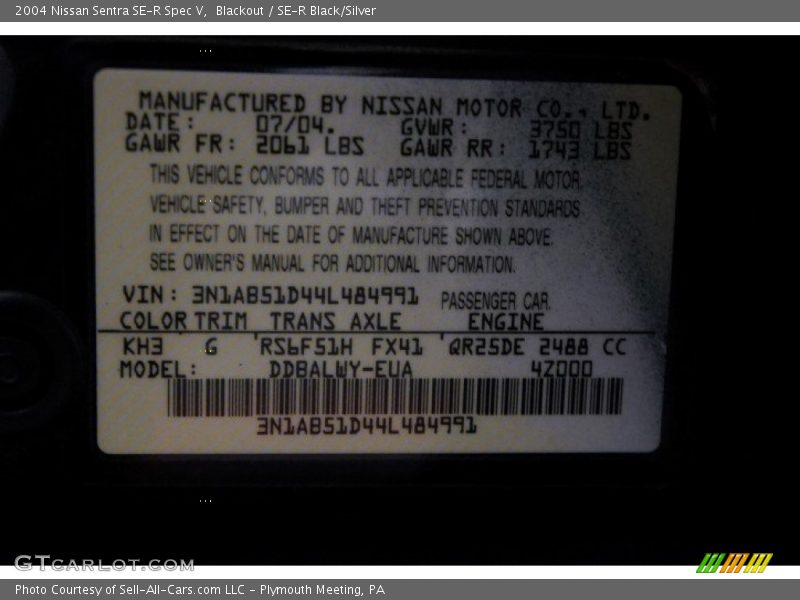 2004 Nissan Sentra SE-R Spec V, Blackout / SE-R Black/Silver
MANUFACTURED BY NISSAN MOTOR CO., LTD.
DATE: 07/04. GVWR: 3750 LBS
GAWR FR: 2061 LBS GAWR RR: 1743 LBS
THIS VEHICLE CONFORMS TO ALL APPLICABLE FEDERAL MOTOR
VEHICLE SAFETY, BUMPER AND THEFT PREVENTION STANDARDS
IN EFFECT ON THE DATE OF MANUFACTURE SHOWN ABOVE.
SEE OWNER'S MANUAL FOR ADDITIONAL INFORMATION.
VIN: 3N1AB51D44L484991 PASSENGER CAR.
COLOR TRIM TRANS AXLE ENGINE
KH3 G RS6F51H FX41 QR25DE 2488 CC
MODEL: DDBALWY-EUA 4Z000
3N1AB51D44L484991
GTCARLOT.COM
Photo Courtesy of Sell-All-Cars.com LLC - Plymouth Meeting, PA